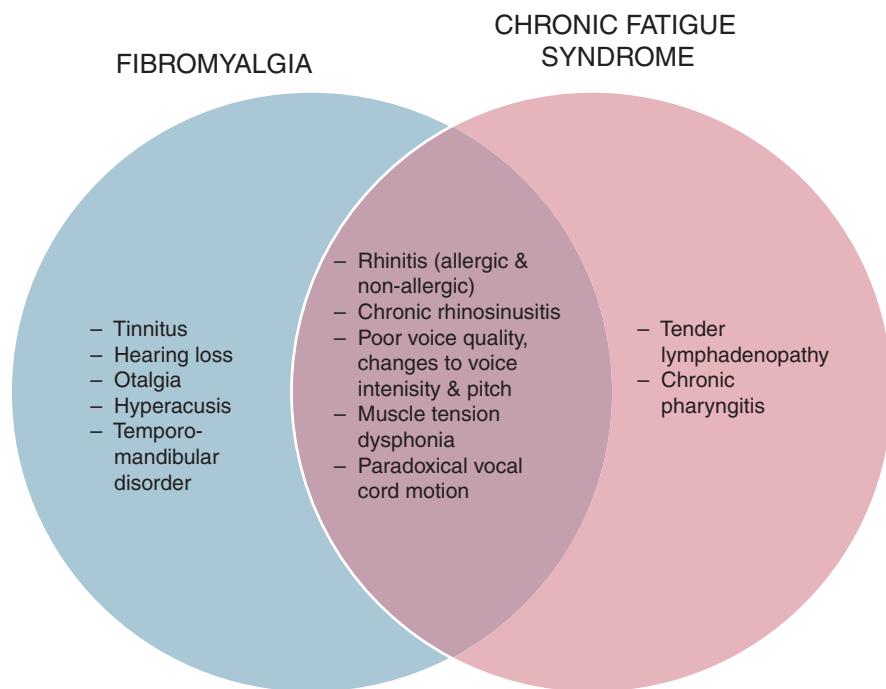 FIBROMYALGIA
CHRONIC FATIGUE
SYNDROME
– Tinnitus
– Hearing loss
– Otalgia
– Hyperacusis
– Temporo-
mandibular
disorder
– Rhinitis (allergic &
non-allergic)
– Chronic rhinosinusitis
– Poor voice quality,
changes to voice
intenisity & pitch
– Muscle tension
dysphonia
– Paradoxical vocal
cord motion
– Tender
lymphadenopathy
– Chronic
pharyngitis